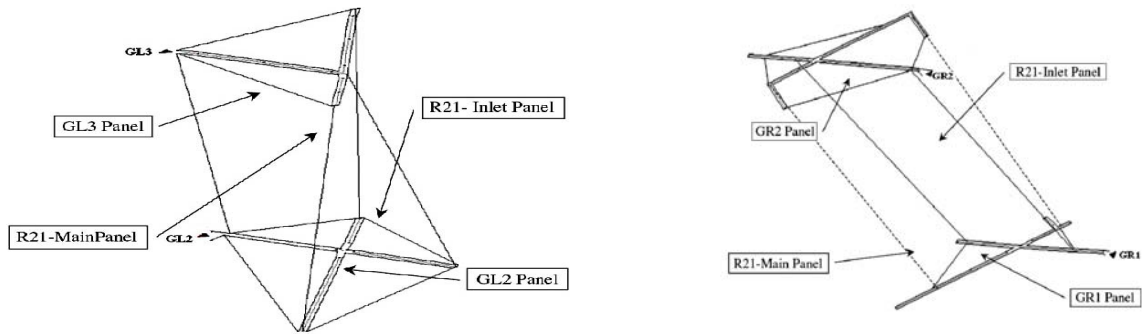 GL3
GL3 Panel
R21- Inlet Panel
R21-MainPanel
GL2
GL2 Panel
GR2
R21-Inlet Panel
GR2 Panel
R21-Main Panel
GR1
GR1 Panel